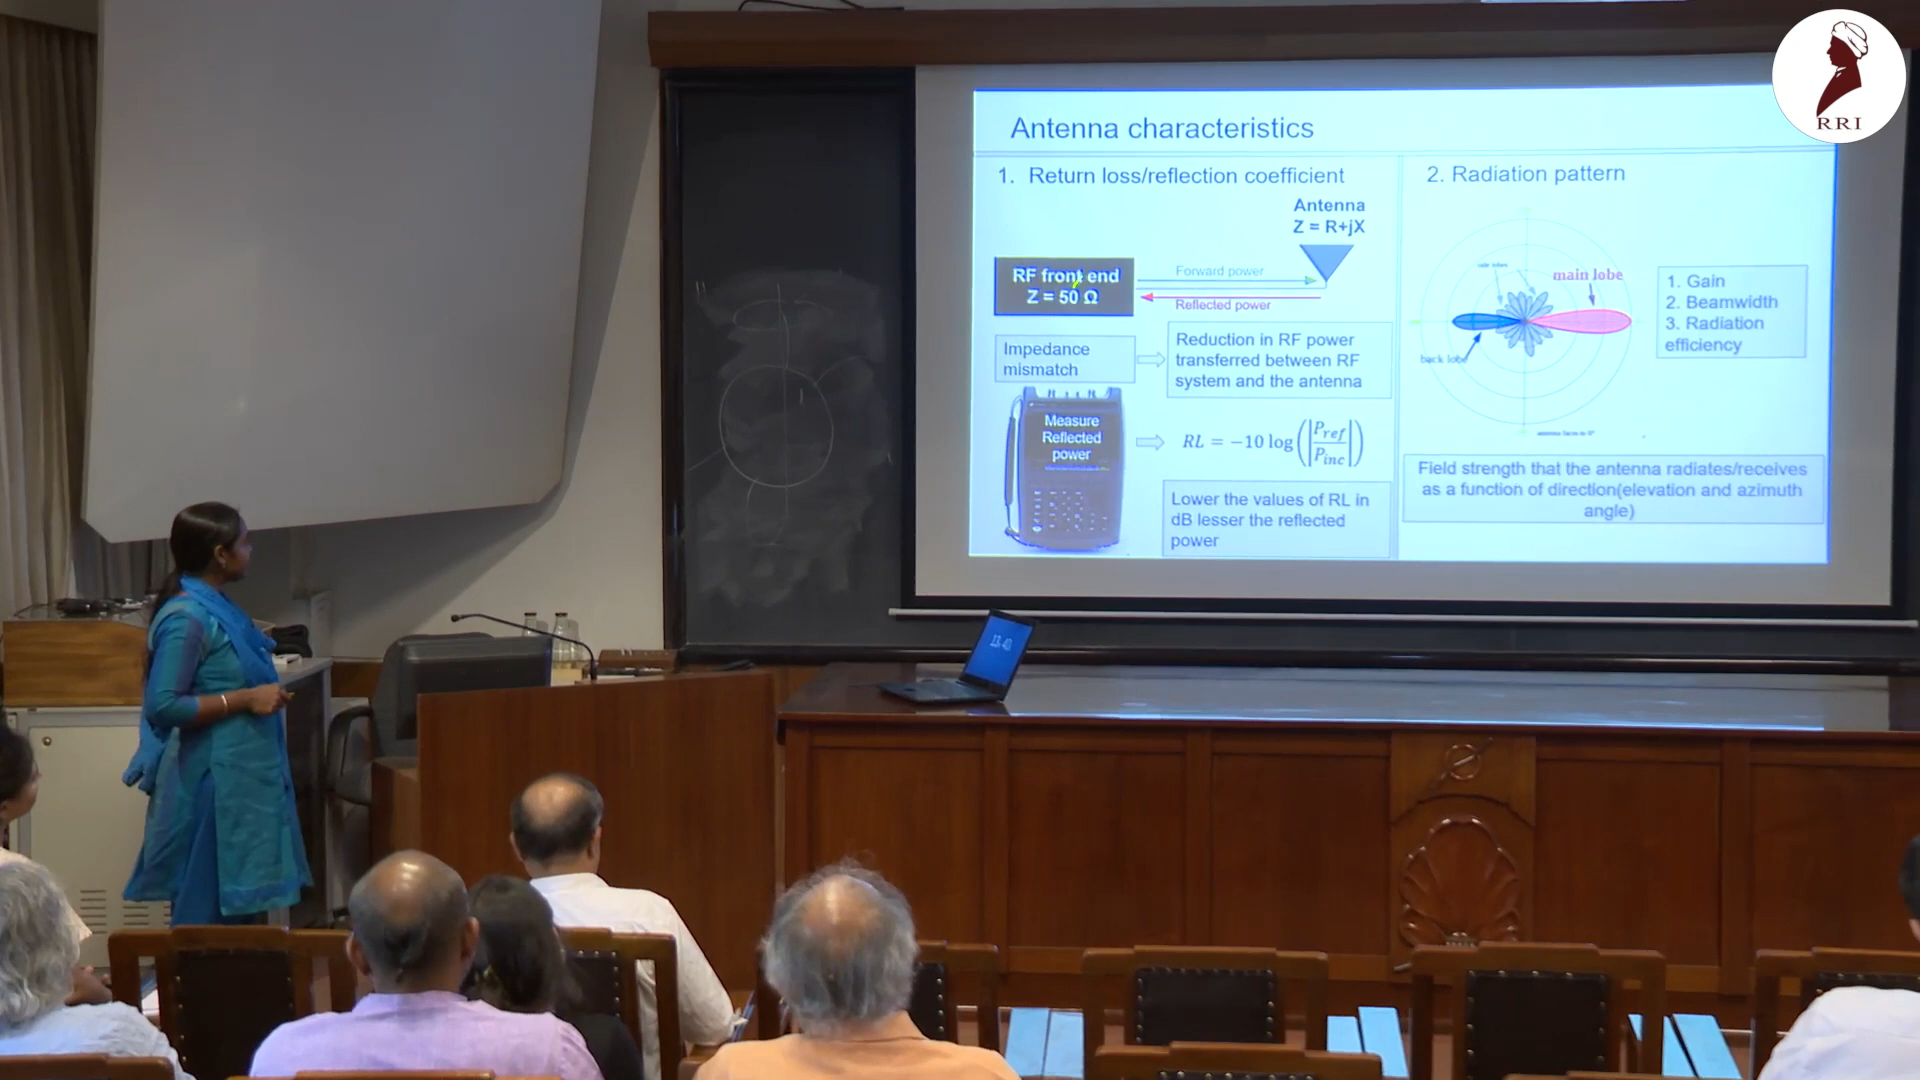 RRI
Antenna characteristics
1. Return loss/reflection coefficient
Antenna
Z = R+jX
RF front end
Z = 50 Ω
Forward power
Reflected power
Impedance
mismatch
Reduction in RF power
transferred between RF
system and the antenna
Measure
Reflected
power
RL = −10 log(|P_ref/P_inc|)
Lower the values of RL in
dB lesser the reflected
power
2. Radiation pattern
side lobes
main lobe
back lobe
1. Gain
2. Beamwidth
3. Radiation
efficiency
Field strength that the antenna radiates/receives
as a function of direction(elevation and azimuth
angle)